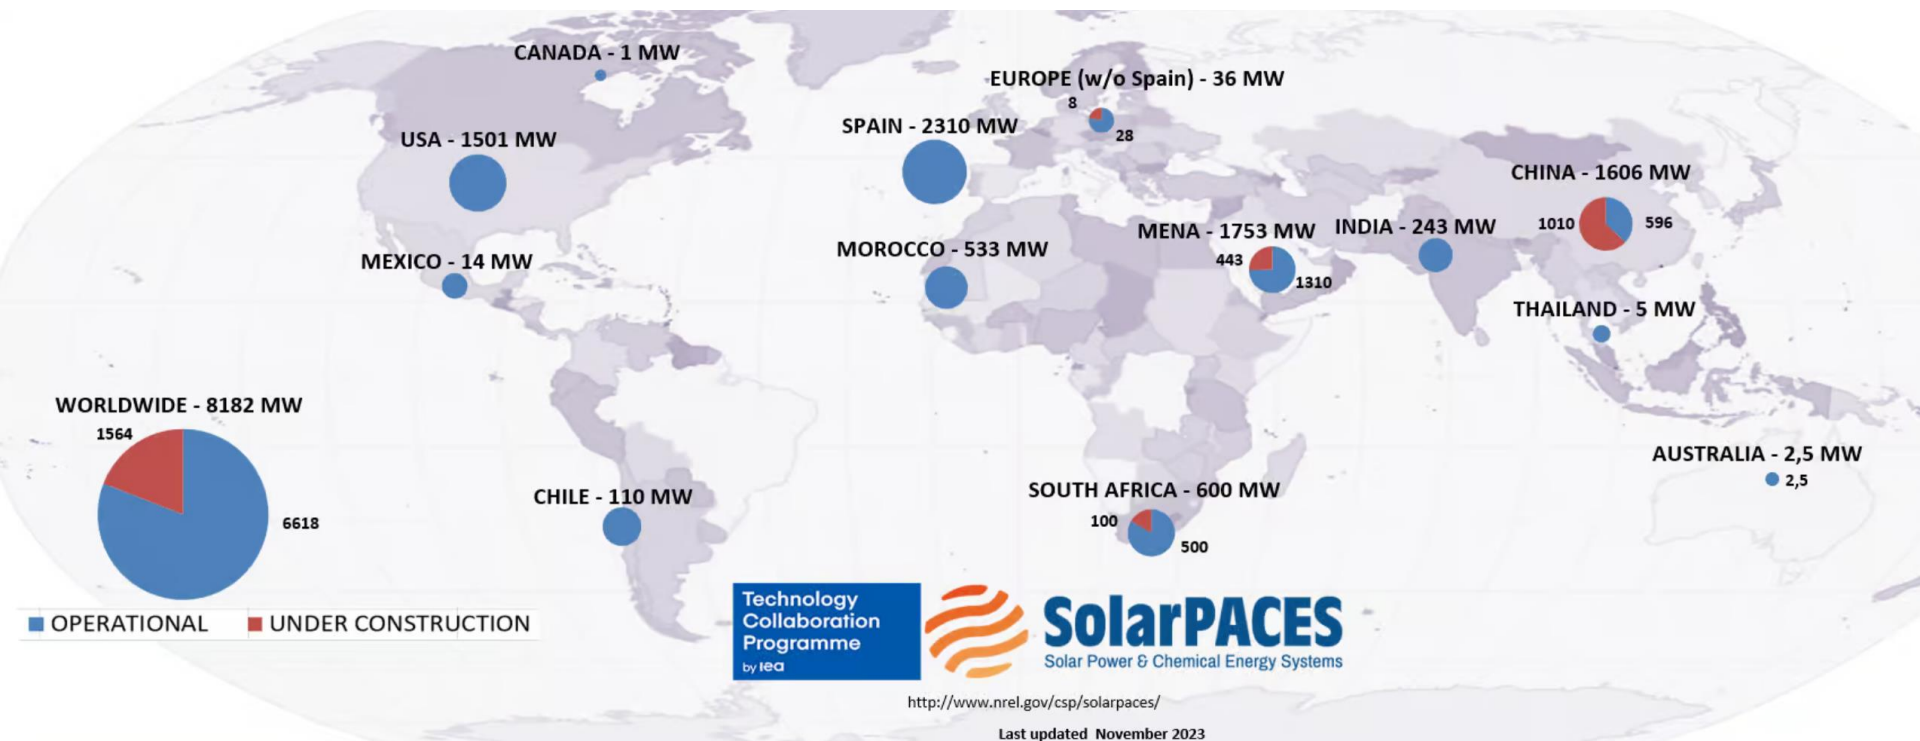 CANADA - 1 MW
EUROPE (w/o Spain) - 36 MW
8
28
USA - 1501 MW
SPAIN - 2310 MW
CHINA - 1606 MW
1010
596
MEXICO - 14 MW
MOROCCO - 533 MW
MENA - 1753 MW
443
1310
INDIA - 243 MW
THAILAND - 5 MW
WORLDWIDE - 8182 MW
1564
6618
AUSTRALIA - 2,5 MW
2,5
CHILE - 110 MW
SOUTH AFRICA - 600 MW
100
500
OPERATIONAL
UNDER CONSTRUCTION
Technology
Collaboration
Programme
by iea
SolarPACES
Solar Power & Chemical Energy Systems
http://www.nrel.gov/csp/solarpaces/
Last updated November 2023